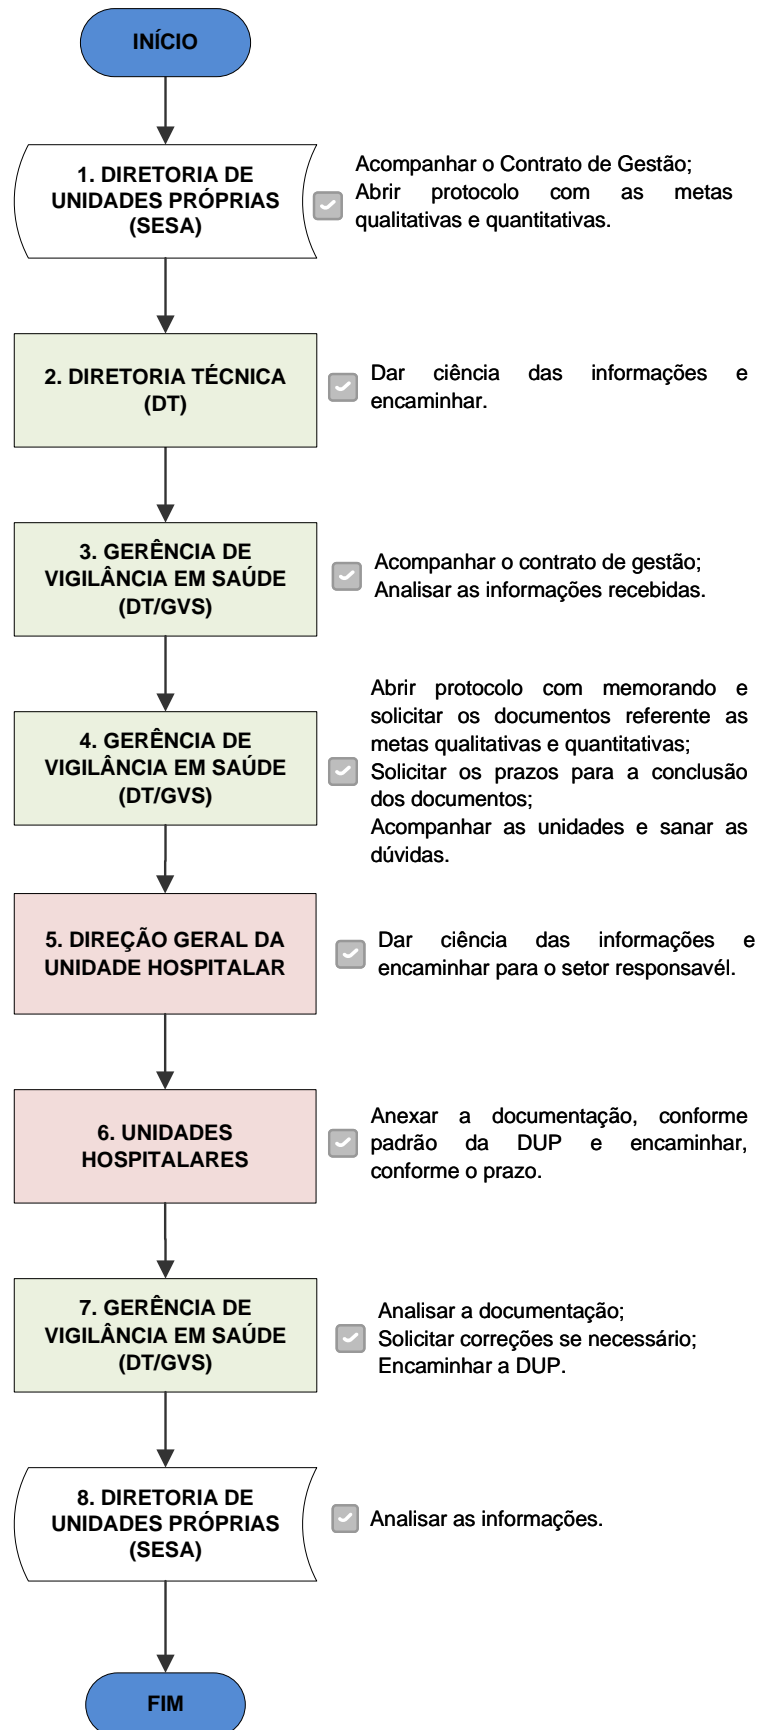 INÍCIO
1. DIRETORIA DE
UNIDADES PRÓPRIAS
(SESA)
Acompanhar o Contrato de Gestão;
Abrir protocolo com as metas
qualitativas e quantitativas.
2. DIRETORIA TÉCNICA
(DT)
Dar ciência das informações e
encaminhar.
3. GERÊNCIA DE
VIGILÂNCIA EM SAÚDE
(DT/GVS)
Acompanhar o contrato de gestão;
Analisar as informações recebidas.
4. GERÊNCIA DE
VIGILÂNCIA EM SAÚDE
(DT/GVS)
Abrir protocolo com memorando e
solicitar os documentos referente as
metas qualitativas e quantitativas;
Solicitar os prazos para a conclusão
dos documentos;
Acompanhar as unidades e sanar as
dúvidas.
5. DIREÇÃO GERAL DA
UNIDADE HOSPITALAR
Dar ciência das informações e
encaminhar para o setor responsavél.
6. UNIDADES
HOSPITALARES
Anexar a documentação, conforme
padrão da DUP e encaminhar,
conforme o prazo.
7. GERÊNCIA DE
VIGILÂNCIA EM SAÚDE
(DT/GVS)
Analisar a documentação;
Solicitar correções se necessário;
Encaminhar a DUP.
8. DIRETORIA DE
UNIDADES PRÓPRIAS
(SESA)
Analisar as informações.
FIM